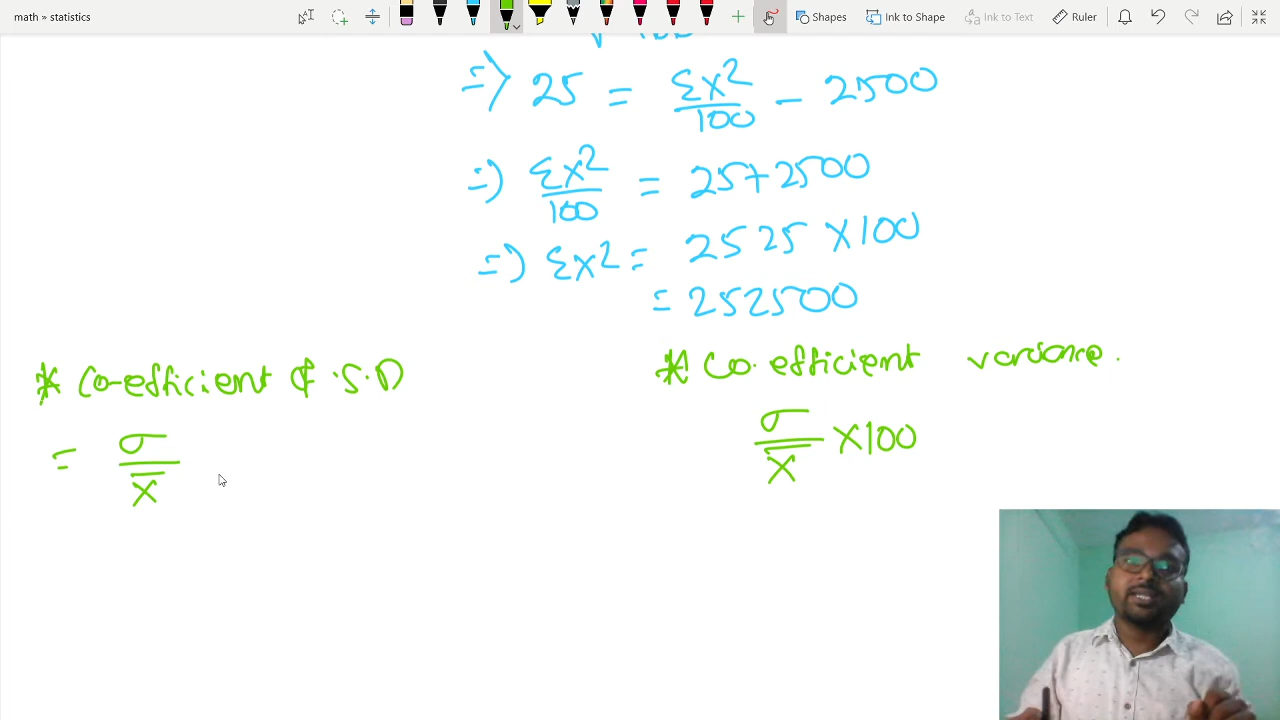 math » statistics
Shapes Ink to Shape Ink to Text Ruler
=) 25 = Σx²/100 - 2500
=) Σx²/100 = 25+2500
=) Σx² = 2525 X100
= 252500
* Co-efficient of .S.D
* Co.efficient variance.
= σ/x̅
σ/x̅ X100